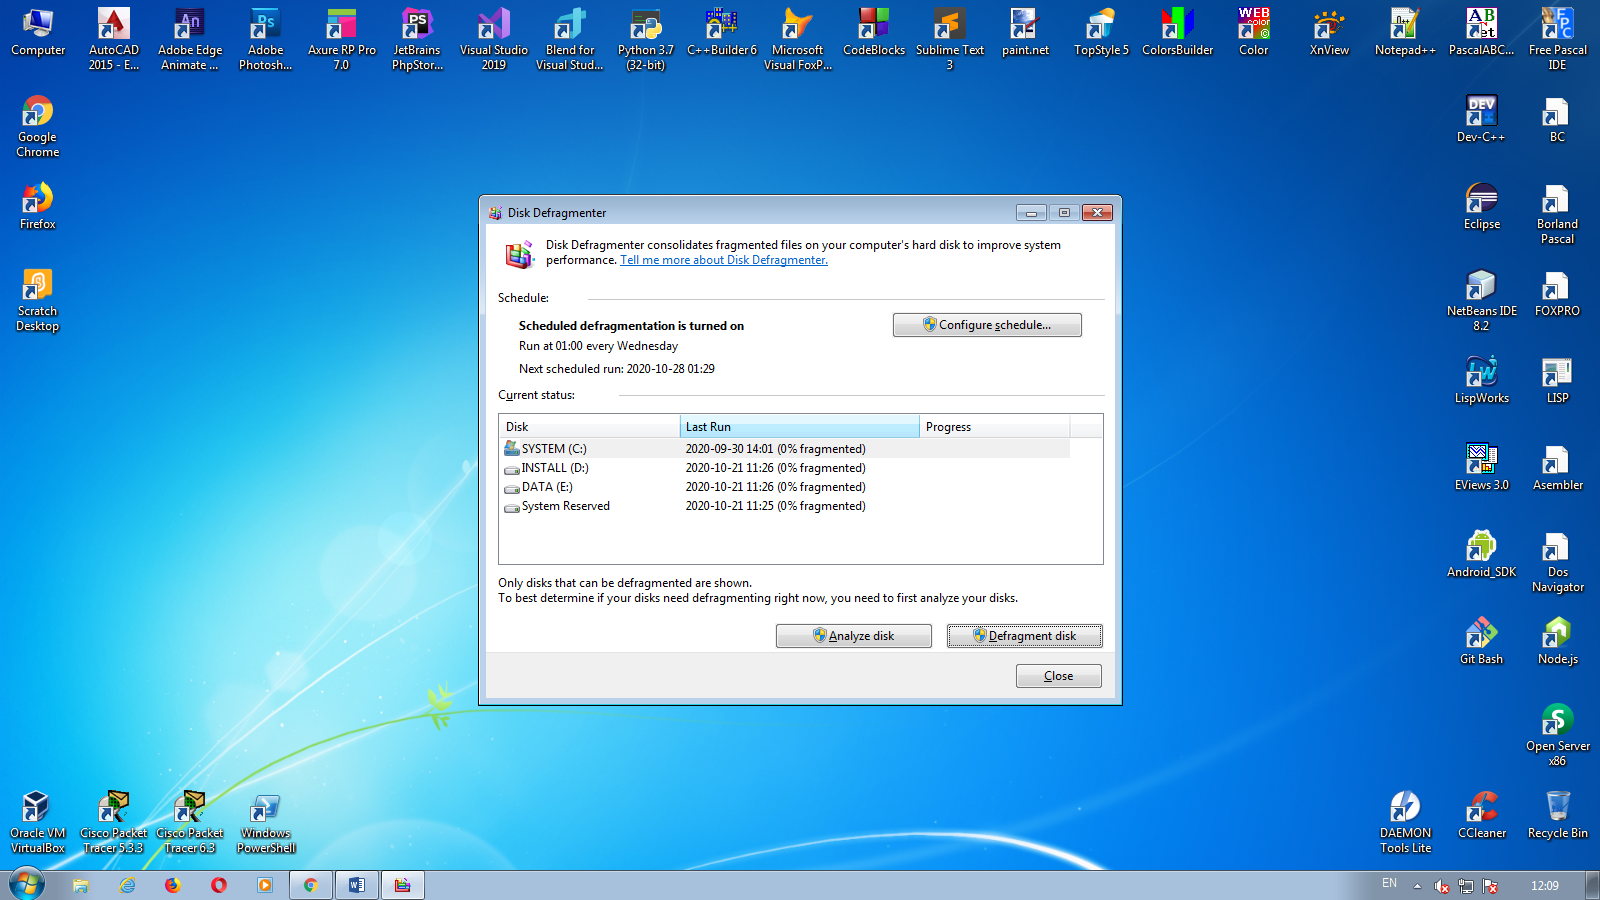 Computer
AutoCAD
2015 - E...
Adobe Edge
Animate ...
Adobe
Photosh...
Axure RP Pro
7.0
JetBrains
PhpStor...
Visual Studio
2019
Blend for
Visual Stud...
Python 3.7
(32-bit)
C++Builder 6
Microsoft
Visual FoxP...
CodeBlocks
Sublime Text
3
paint.net
TopStyle 5
ColorsBuilder
WEB
color
Color
XnView
Notepad++
PascalABC...
Free Pascal
IDE
Google
Chrome
DEV
Dev-C++
BC
Firefox
Eclipse
Borland
Pascal
Scratch
Desktop
NetBeans IDE
8.2
FOXPRO
LispWorks
LISP
EViews 3.0
Asembler
Android_SDK
Dos
Navigator
Git Bash
Node.js
Open Server
x86
Disk Defragmenter
Disk Defragmenter consolidates fragmented files on your computer's hard disk to improve system
performance. Tell me more about Disk Defragmenter.
Schedule:
Scheduled defragmentation is turned on
Configure schedule...
Run at 01:00 every Wednesday
Next scheduled run: 2020-10-28 01:29
Current status:
Disk Last Run Progress
SYSTEM (C:) 2020-09-30 14:01 (0% fragmented)
INSTALL (D:) 2020-10-21 11:26 (0% fragmented)
DATA (E:) 2020-10-21 11:26 (0% fragmented)
System Reserved 2020-10-21 11:25 (0% fragmented)
Only disks that can be defragmented are shown.
To best determine if your disks need defragmenting right now, you need to first analyze your disks.
Analyze disk Defragment disk
Close
Oracle VM
VirtualBox
Cisco Packet
Tracer 5.3.3
Cisco Packet
Tracer 6.3
Windows
PowerShell
DAEMON
Tools Lite
CCleaner
Recycle Bin
EN
12:09